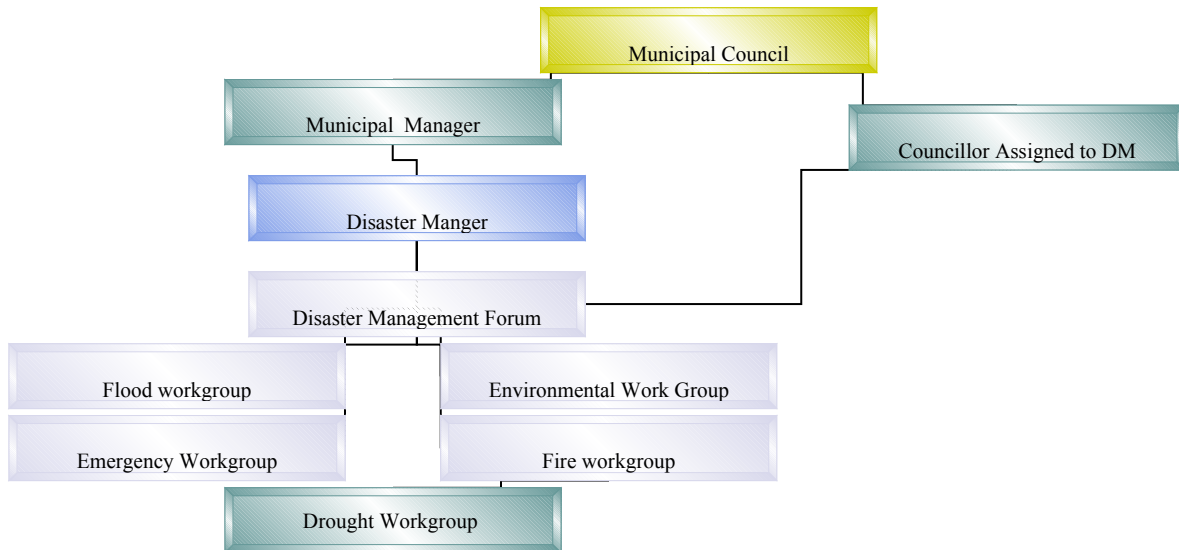 Municipal Council
Municipal Manager
Councillor Assigned to DM
Disaster Manger
Disaster Management Forum
Flood workgroup
Environmental Work Group
Emergency Workgroup
Fire workgroup
Drought Workgroup